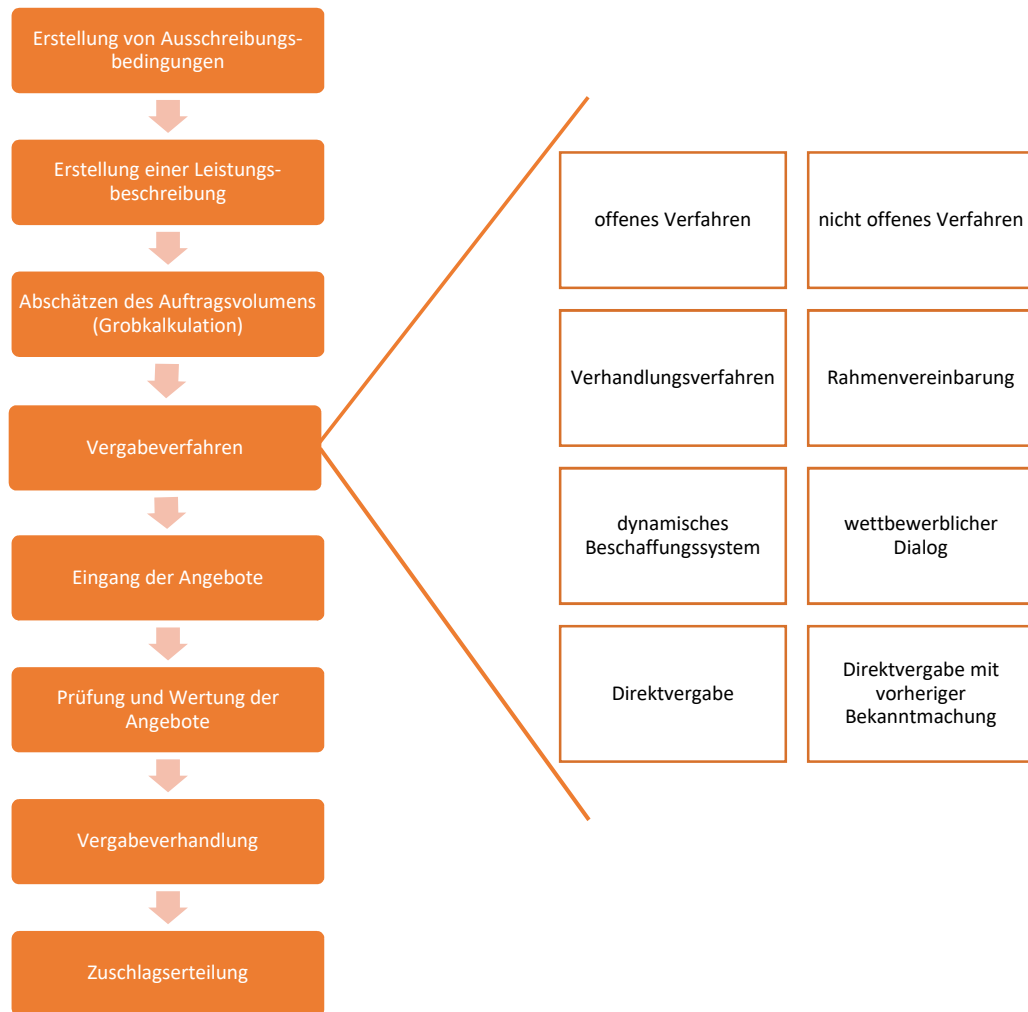 Erstellung von Ausschreibungs-
bedingungen
Erstellung einer Leistungs-
beschreibung
Abschätzen des Auftragsvolumens
(Grobkalkulation)
Vergabeverfahren
Eingang der Angebote
Prüfung und Wertung der
Angebote
Vergabeverhandlung
Zuschlagserteilung
offenes Verfahren
nicht offenes Verfahren
Verhandlungsverfahren
Rahmenvereinbarung
dynamisches
Beschaffungssystem
wettbewerblicher
Dialog
Direktvergabe
Direktvergabe mit
vorheriger
Bekanntmachung